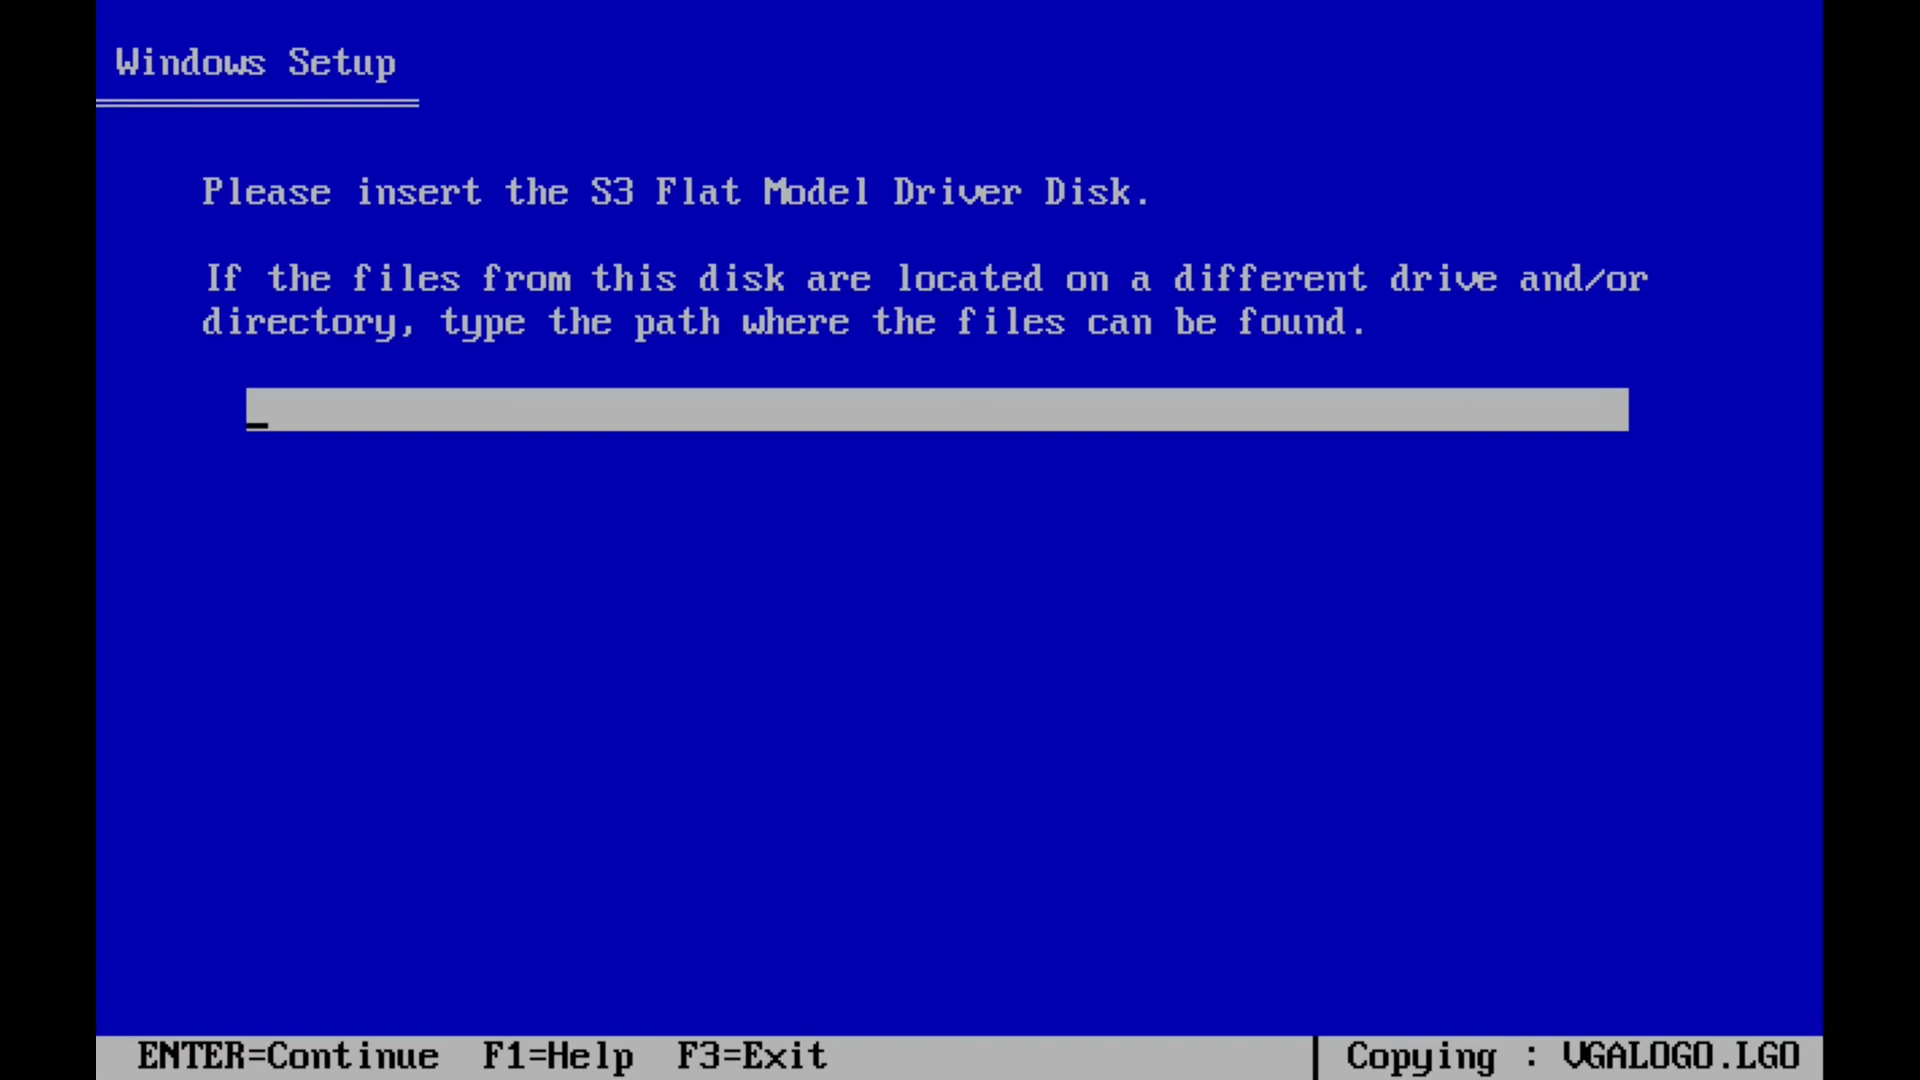 Windows Setup
Please insert the S3 Flat Model Driver Disk.
If the files from this disk are located on a different drive and/or
directory, type the path where the files can be found.
ENTER=Continue F1=Help F3=Exit Copying : VGALOGO.LGO